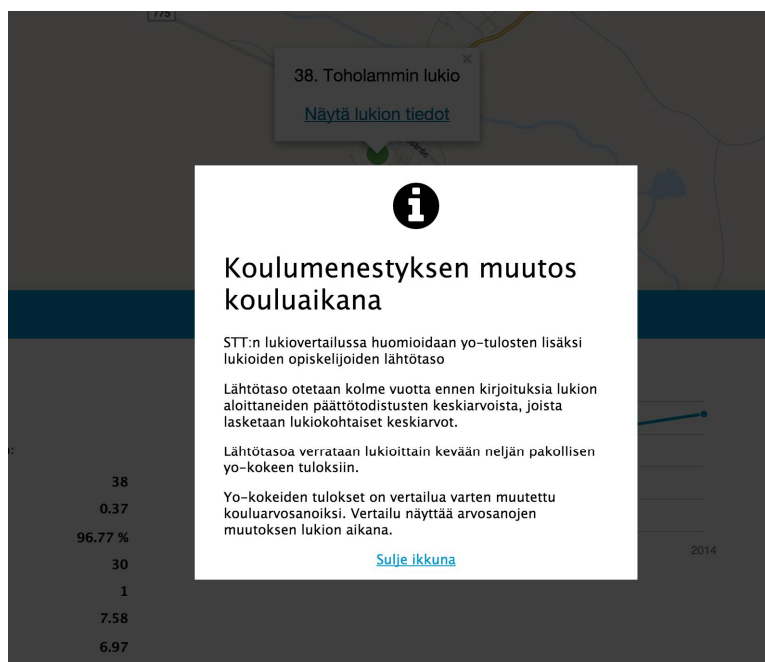 775
×
38. Toholammin lukio
Näytä lukion tiedot
Koulumenestyksen muutos
kouluaikana
STT:n lukiovertailussa huomioidaan yo-tulosten lisäksi
lukioiden opiskelijoiden lähtötaso
Lähtötaso otetaan kolme vuotta ennen kirjoituksia lukion
aloittaneiden päättötodistusten keskiarvoista, joista
lasketaan lukiokohtaiset keskiarvot.
Lähtötasoa verrataan lukioittain kevään neljän pakollisen
yo-kokeen tuloksiin.
Yo-kokeiden tulokset on vertailua varten muutettu
kouluarvosanoiksi. Vertailu näyttää arvosanojen
muutoksen lukion aikana.
Sulje ikkuna
38
0.37
96.77 %
30
1
7.58
6.97
2014